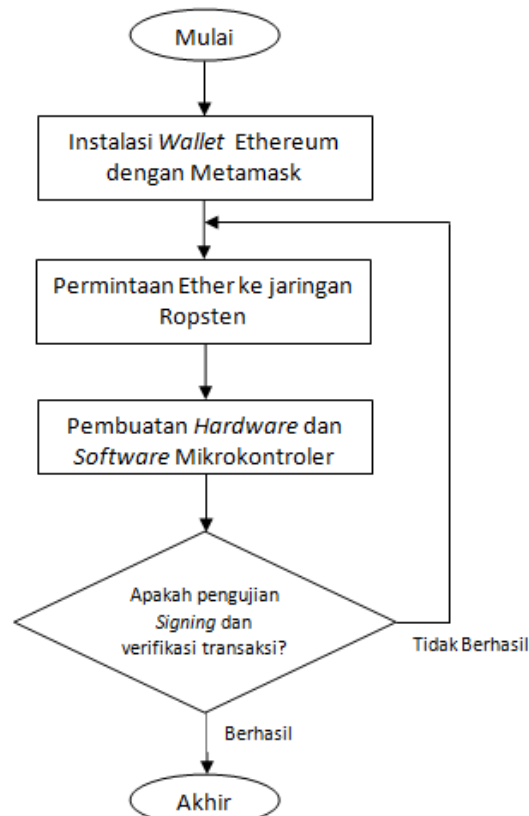 Mulai
Instalasi Wallet Ethereum
dengan Metamask
Permintaan Ether ke jaringan
Ropsten
Pembuatan Hardware dan
Software Mikrokontroler
Apakah pengujian
Signing dan
verifikasi transaksi?
Tidak Berhasil
Berhasil
Akhir